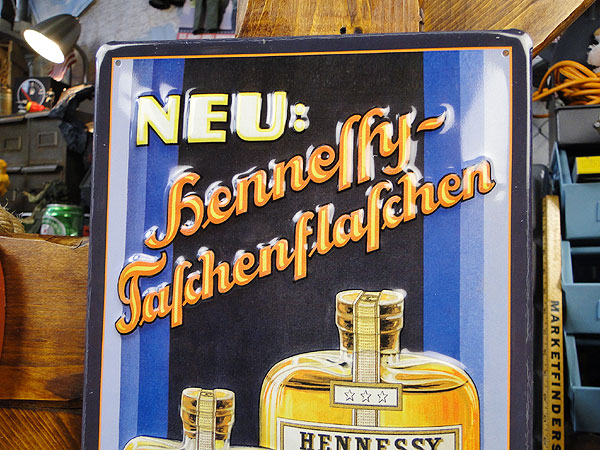 NEU:
Henneſſy-
Taſchenflaſchen
HENNESSY
MARKETFINDERS